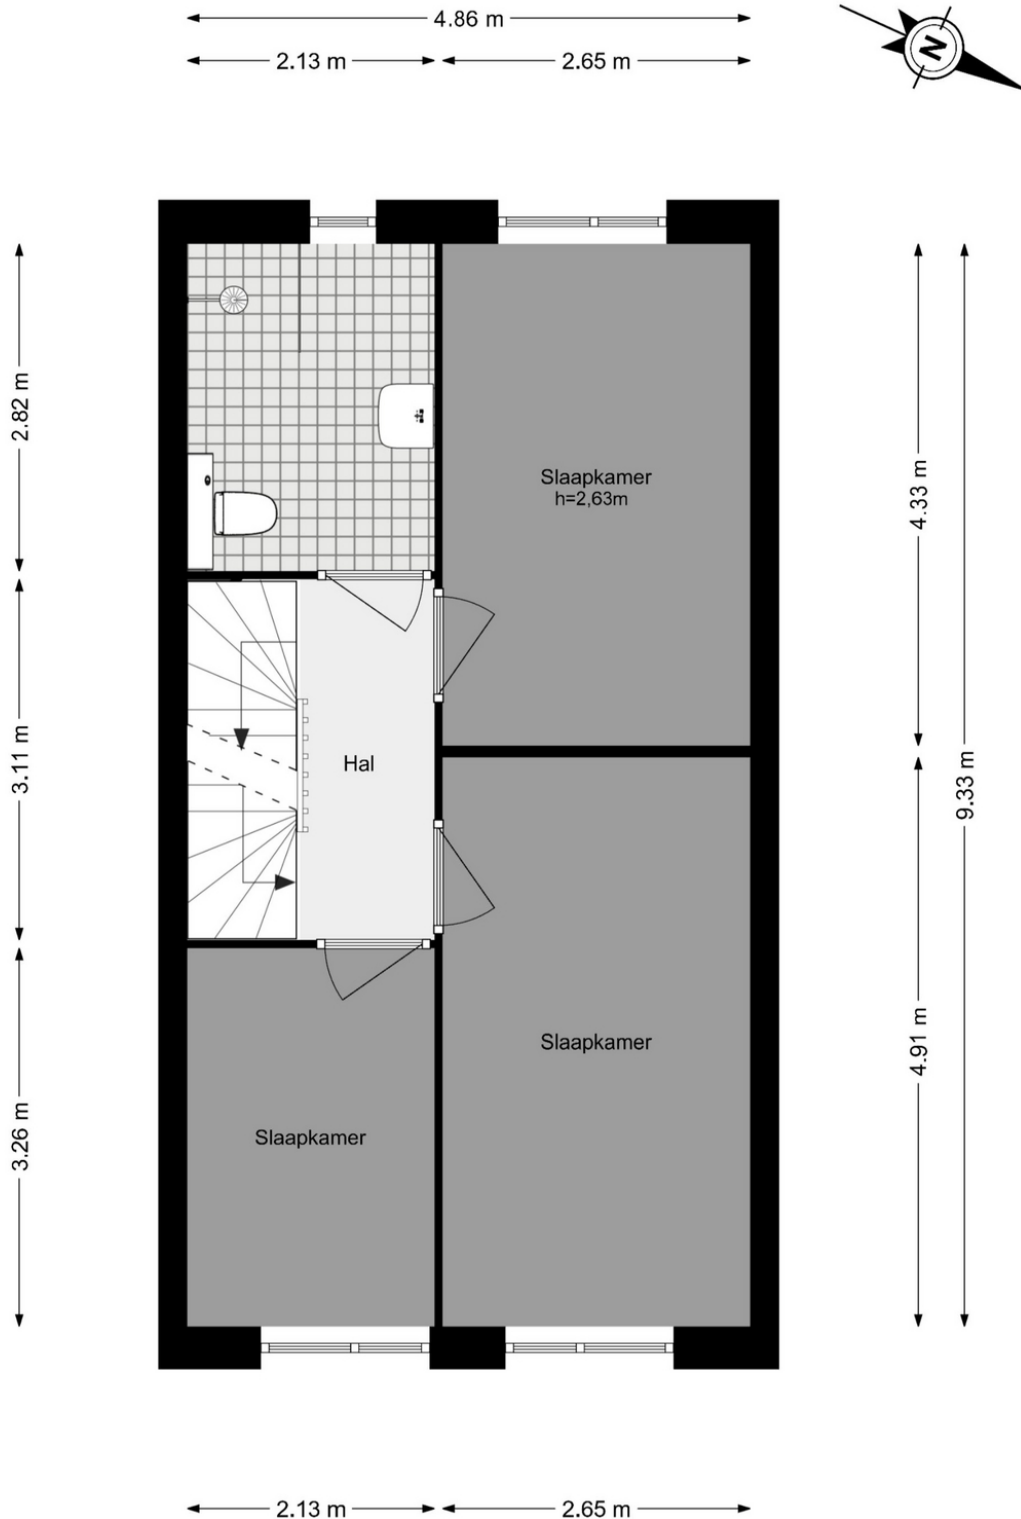 4.86 m
2.13 m
2.65 m
N
2.82 m
Slaapkamer
h=2,63m
4.33 m
3.11 m
Hal
9.33 m
Slaapkamer
4.91 m
Slaapkamer
3.26 m
2.13 m
2.65 m